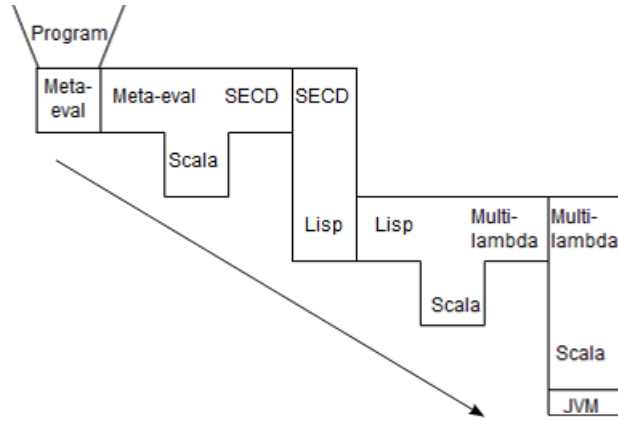 Program
Meta-
eval
Meta-eval SECD
SECD
Scala
Lisp
Lisp
Multi-
lambda
Multi-
lambda
Scala
Scala
JVM